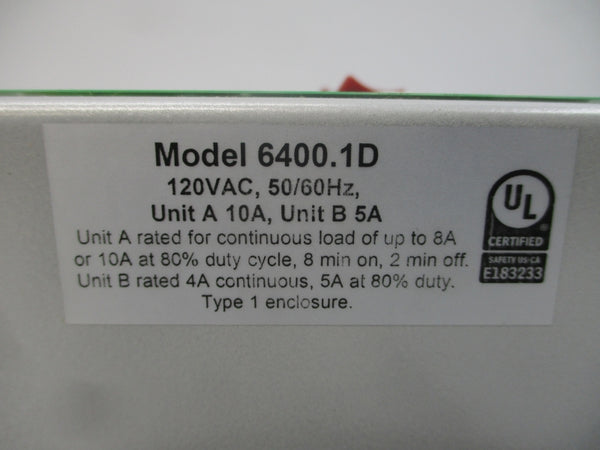 Model 6400.1D
120VAC, 50/60Hz,
Unit A 10A, Unit B 5A
Unit A rated for continuous load of up to 8A
or 10A at 80% duty cycle, 8 min on, 2 min off.
Unit B rated 4A continuous, 5A at 80% duty.
Type 1 enclosure.
UL
CERTIFIED
SAFETY US-CA
E183233